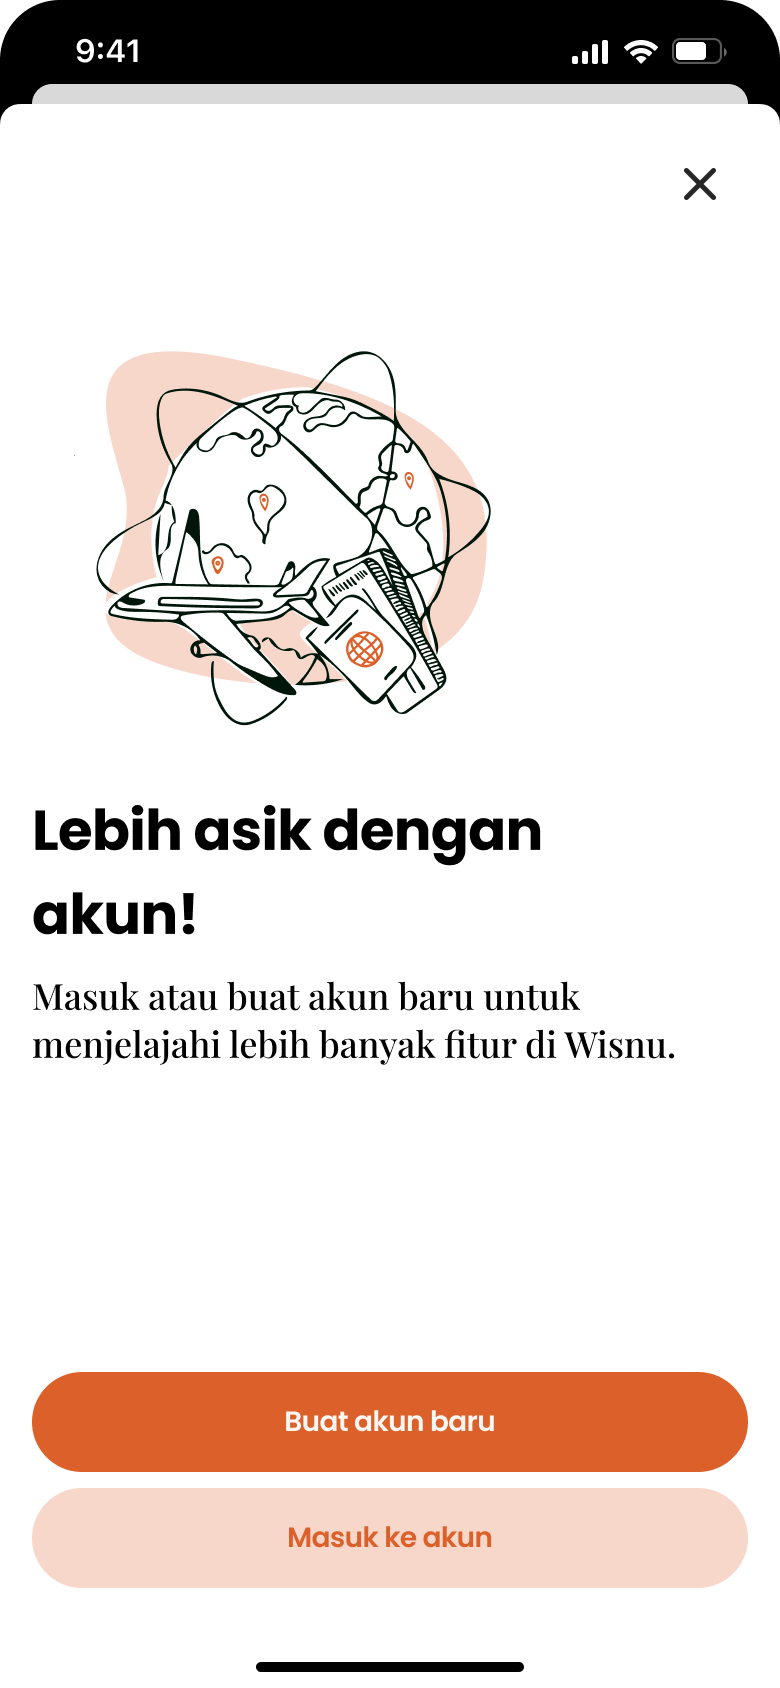 9:41
Lebih asik dengan
akun!
Masuk atau buat akun baru untuk
menjelajahi lebih banyak fitur di Wisnu.
Buat akun baru
Masuk ke akun